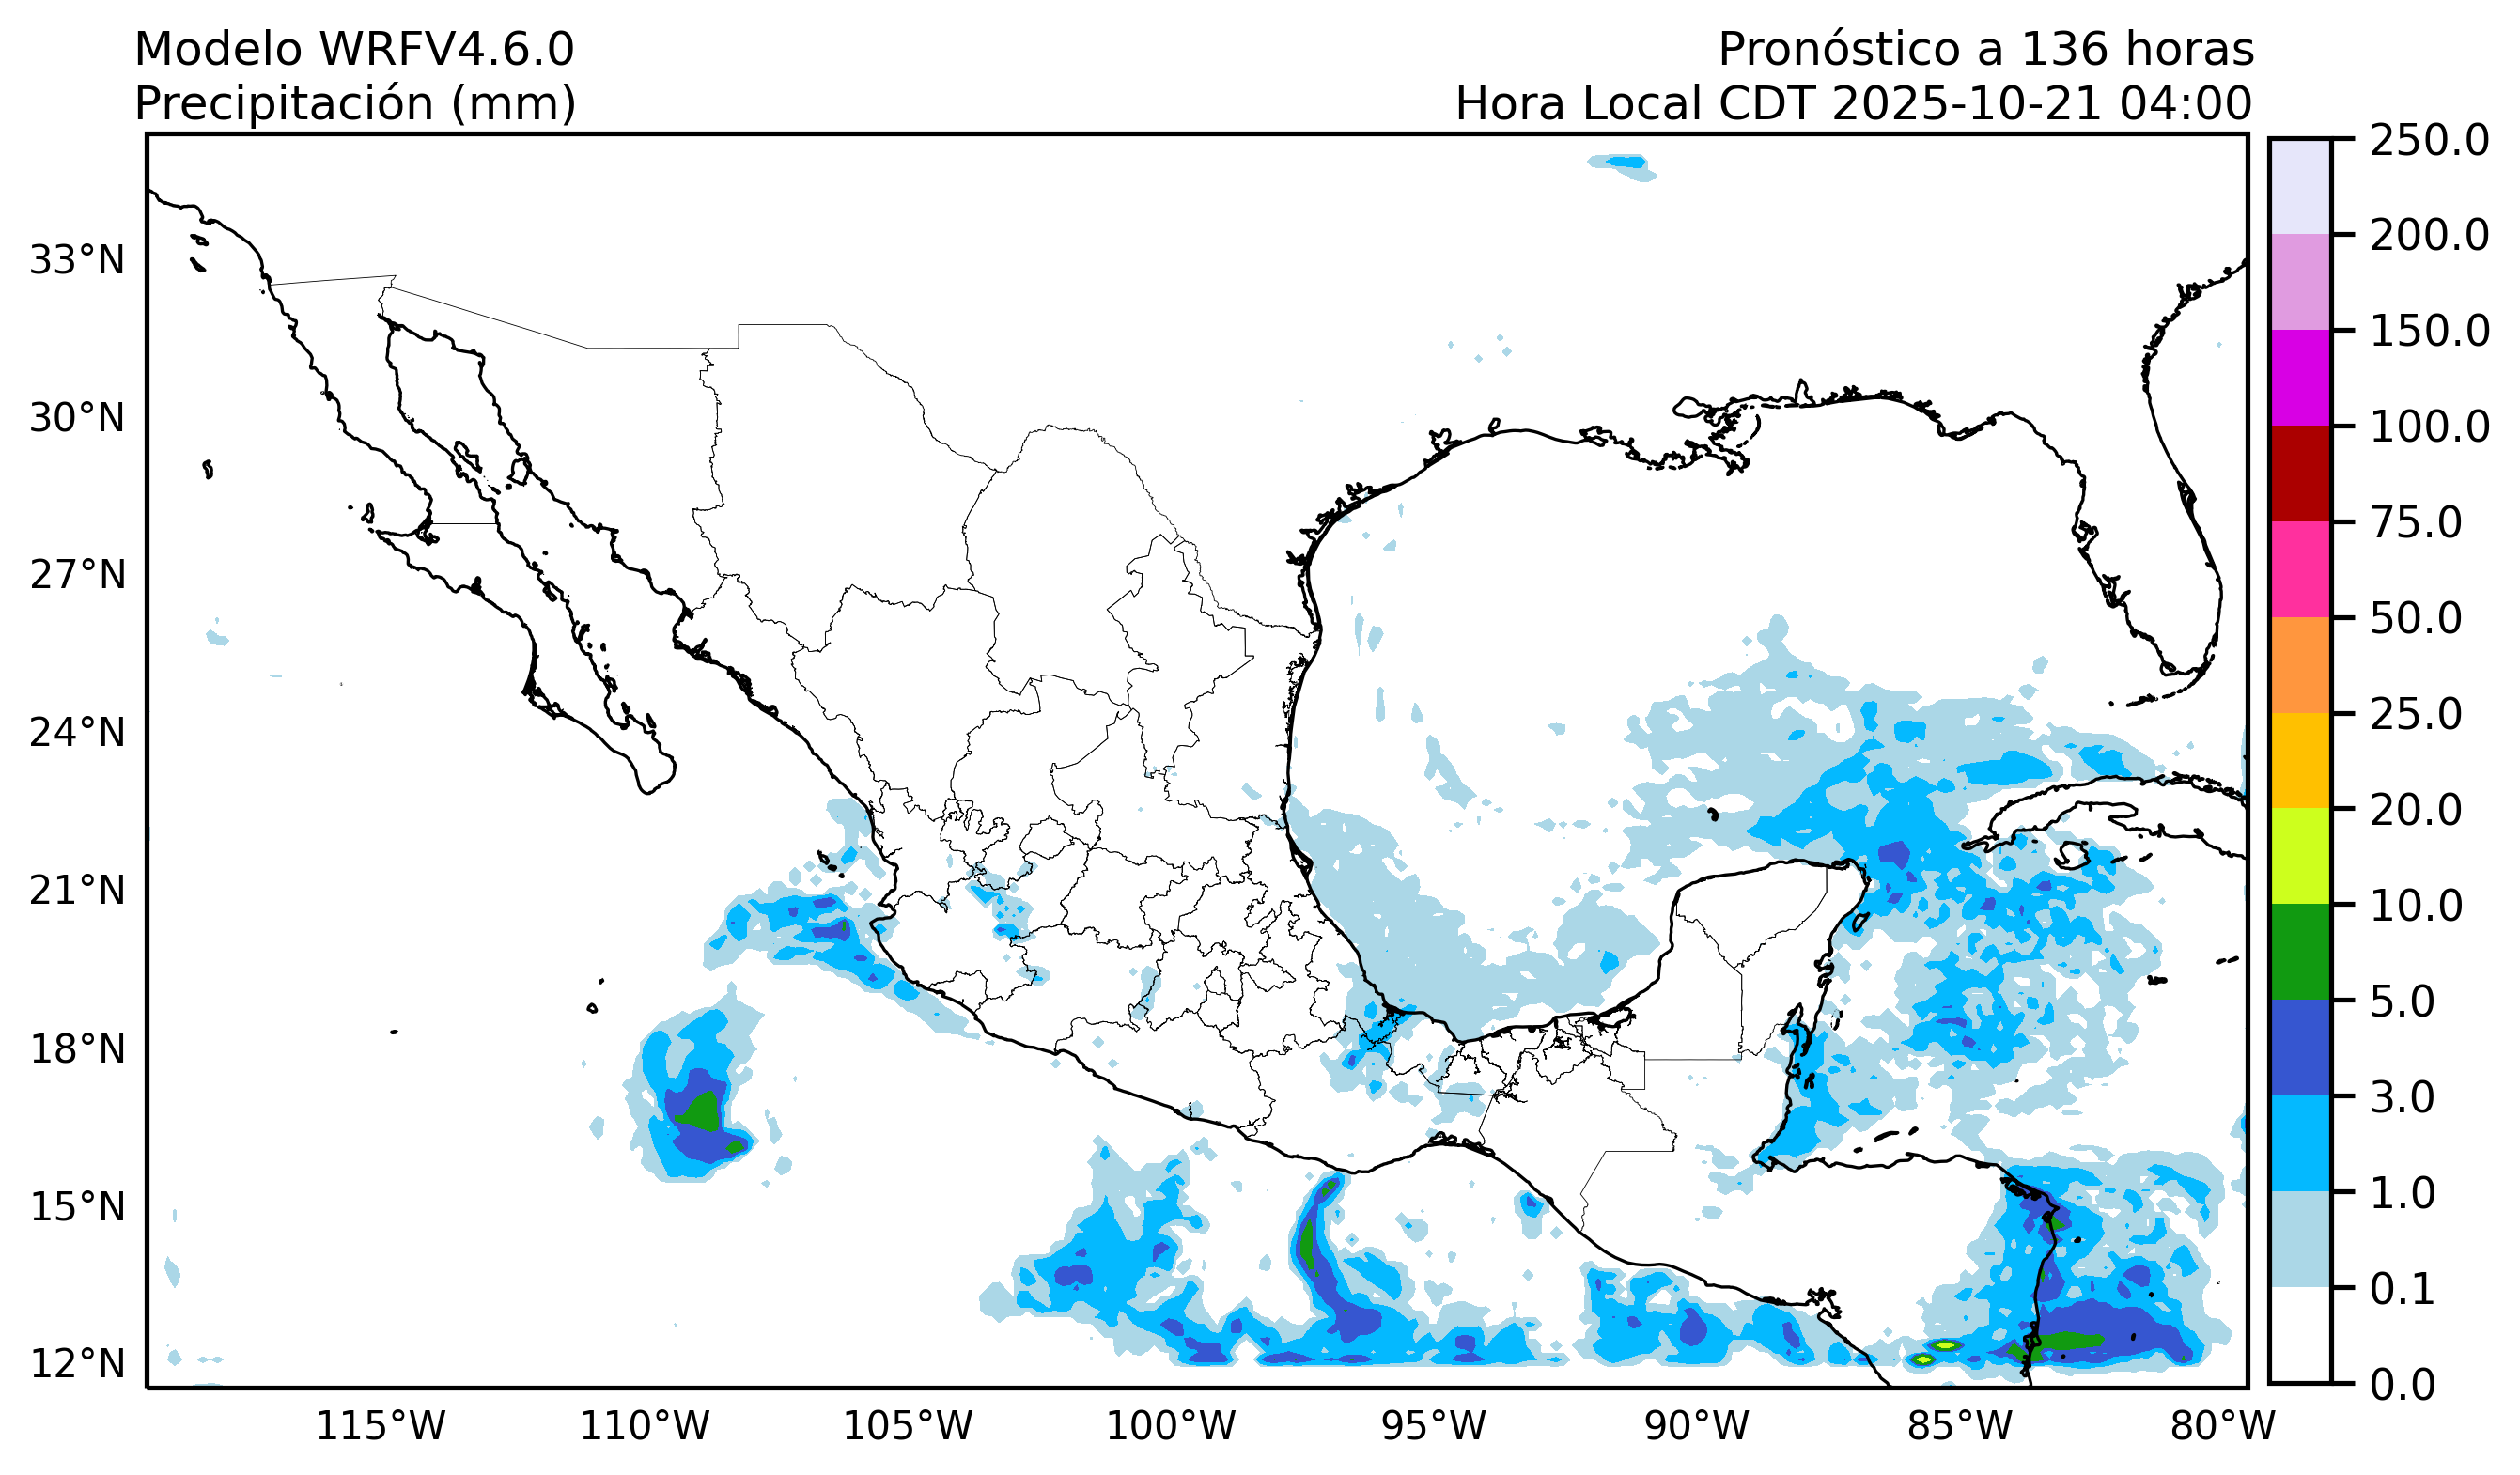 Modelo WRFV4.6.0
Precipitación (mm)
Pronóstico a 136 horas
Hora Local CDT 2025-10-21 04:00
33°N
30°N
27°N
24°N
21°N
18°N
15°N
12°N
115°W
110°W
105°W
100°W
95°W
90°W
85°W
80°W
250.0
200.0
150.0
100.0
75.0
50.0
25.0
20.0
10.0
5.0
3.0
1.0
0.1
0.0